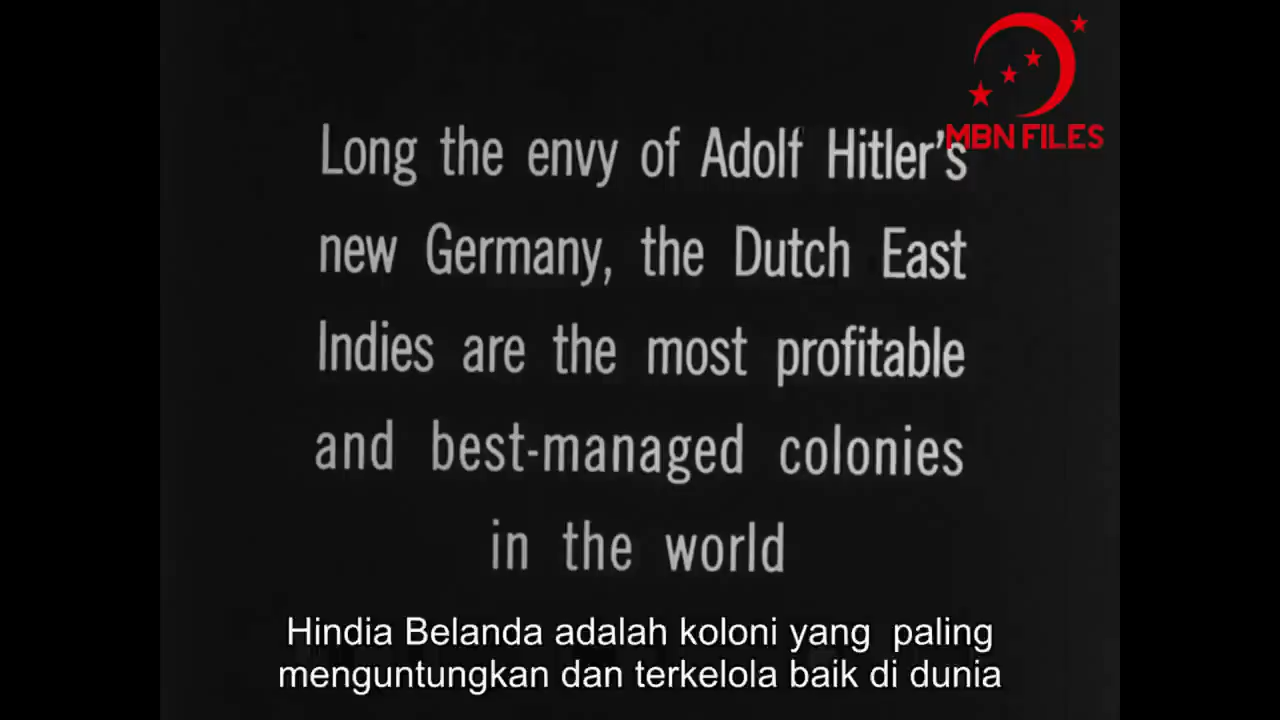 MBN FILES
Long the envy of Adolf Hitler's
new Germany, the Dutch East
Indies are the most profitable
and best-managed colonies
in the world
Hindia Belanda adalah koloni yang paling
menguntungkan dan terkelola baik di dunia